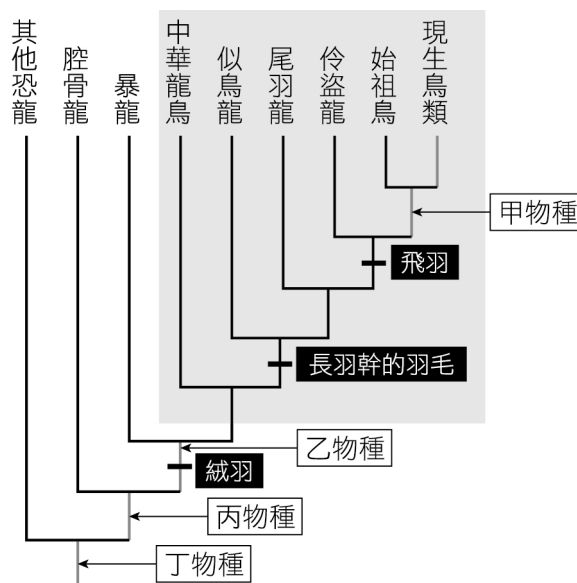 其他恐龍
腔骨龍
暴龍
中華龍鳥
似鳥龍
尾羽龍
伶盜龍
始祖鳥
現生鳥類
甲物種
飛羽
長羽幹的羽毛
乙物種
絨羽
丙物種
丁物種